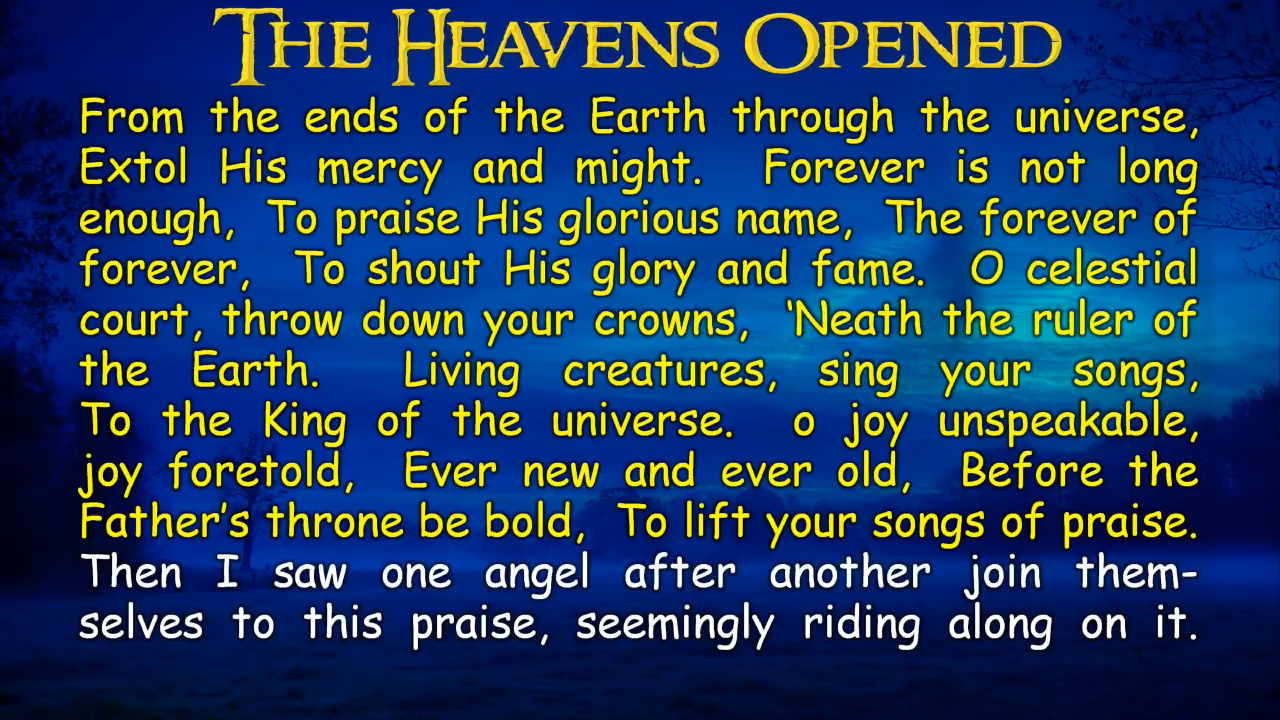 THE HEAVENS OPENED
From the ends of the Earth through the universe,
Extol His mercy and might. Forever is not long
enough, To praise His glorious name, The forever of
forever, To shout His glory and fame. O celestial
court, throw down your crowns, ‘Neath the ruler of
the Earth. Living creatures, sing your songs,
To the King of the universe. o joy unspeakable,
joy foretold, Ever new and ever old, Before the
Father’s throne be bold, To lift your songs of praise.
Then I saw one angel after another join them-
selves to this praise, seemingly riding along on it.